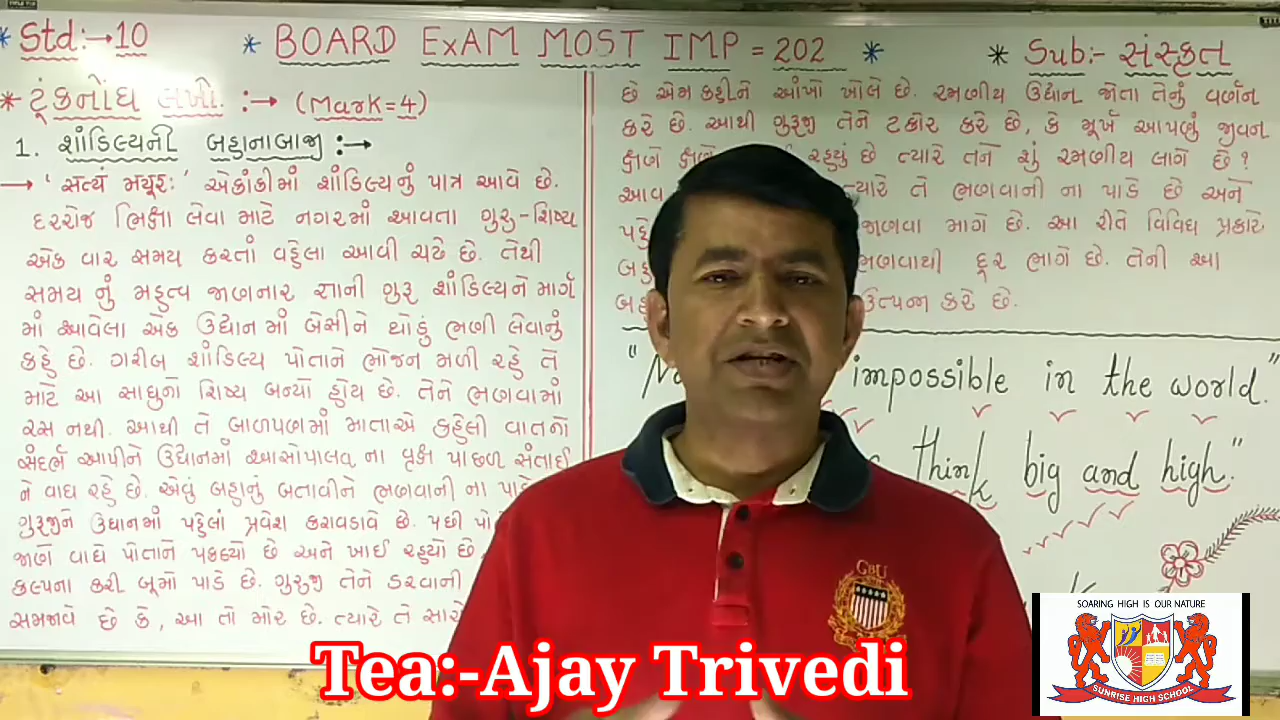 * Std:→10
* BOARD EXAM MOST IMP = 202 *
* Sub:- સંસ્કૃત
* ટૂંકનોંધ લખો. :→ (Mark=4)
1. શાંડિલ્યની બહાનાબાજી :→
→ 'સત્યં મયૂરઃ' એકાંકીમાં શાંડિલ્યનું પાત્ર આવે છે.
દરરોજ ભિક્ષા લેવા માટે નગરમાં આવતા ગુરુ-શિષ્ય
એક વાર સમય કરતાં વહેલા આવી ચઢે છે. તેથી
સમય નું મહત્વ જાણનાર જ્ઞાની ગુરૂ શાંડિલ્યને માર્ગ
માં આવેલા એક ઉદ્યાન માં બેસીને થોડું ભણી લેવાનું
કહે છે. ગરીબ શાંડિલ્ય પોતાને ભોજન મળી રહે તે
માટે આ સાધુનો શિષ્ય બન્યો હોય છે. તેને ભણવામાં
રસ નથી. આથી તે બાળપણમાં માતાએ કહેલી વાતનો
સંદર્ભ આપીને ઉદ્યાનમાં આસોપાલવ ના વૃક્ષ પાછળ સંતાઈ
ને વાઘ રહે છે. એવું બહાનું બતાવીને ભણવાની ના
ગુરૂજીને ઉદ્યાનમાં પહેલાં પ્રવેશ કરાવડાવે છે. પછી
જાણે વાઘે પોતાને પકડ્યો છે અને ખાઈ રહ્યો છે
કલ્પના કરી બૂમો પાડે છે. ગુરુજી તેને ડરવાની
સમજાવે છે કે, આ તો મોર છે. ત્યારે તે
છે એમ કહીને આંખો ખોલે છે. રમણીય ઉદ્યાન જોતા તેનું વર્ણન
કરે છે. આથી ગુરૂજી તેને ટકોર કરે છે, કે મૂર્ખ આપણું જીવન
ક્ષણે ક્ષણે રહ્યું છે ત્યારે તને શું રમણીય લાગે છે?
આવ ત્યારે તે ભણવાની ના પાડે છે અને
જાણવા માગે છે. આ રીતે વિવિધ પ્રકારે
ભણવાથી દૂર ભાગે છે. તેની આ
ઉત્પન્ન કરે છે.
impossible in the world."
think big and high."
GBU
SOARING HIGH IS OUR NATURE
SUNRISE HIGH SCHOOL
Tea:-Ajay Trivedi